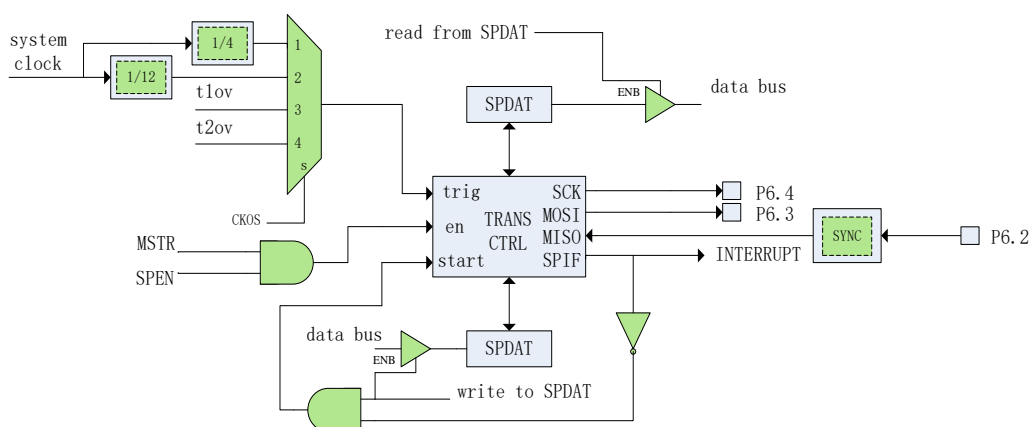 system
clock
1/4
1/12
t1ov
t2ov
1
2
3
4
s
CKOS
MSTR
SPEN
read from SPDAT
ENB
data bus
SPDAT
trig
en
start
TRANS
CTRL
SCK
MOSI
MISO
SPIF
P6.4
P6.3
SYNC
P6.2
INTERRUPT
data bus
ENB
SPDAT
write to SPDAT